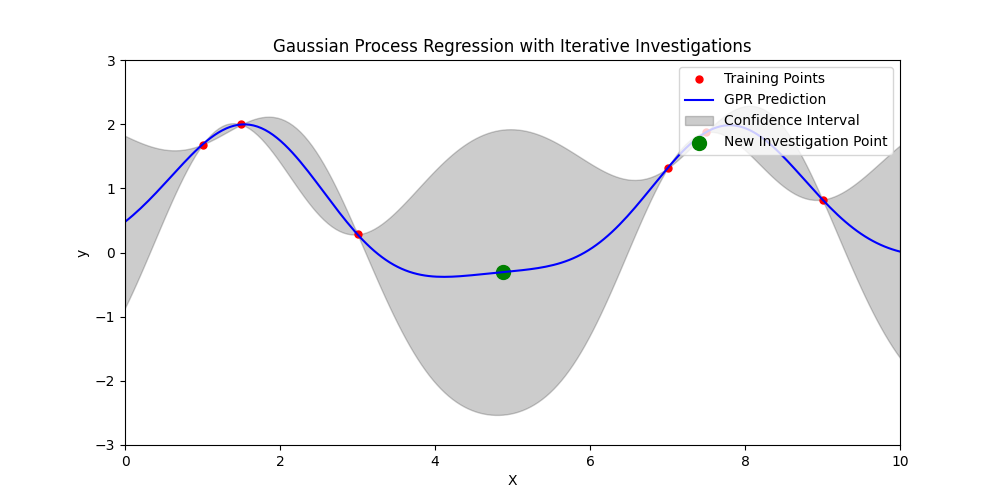 Gaussian Process Regression with Iterative Investigations
Training Points
GPR Prediction
Confidence Interval
New Investigation Point
3
2
1
0
−1
−2
−3
y
0 2 4 6 8 10
X